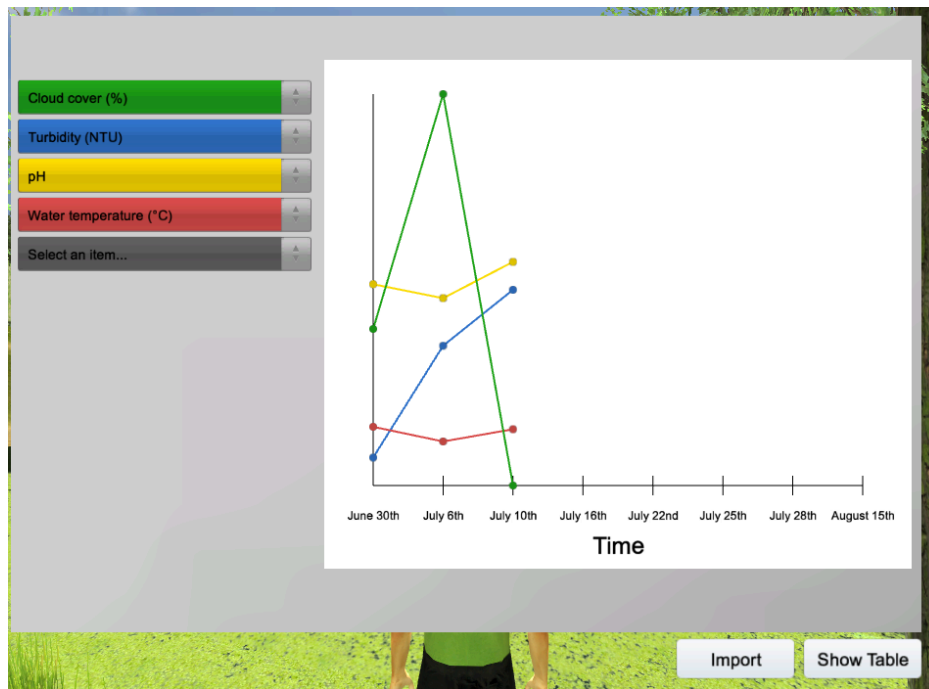 Cloud cover (%)
Turbidity (NTU)
pH
Water temperature (°C)
Select an item...
June 30th July 6th July 10th July 16th July 22nd July 25th July 28th August 15th
Time
Import Show Table